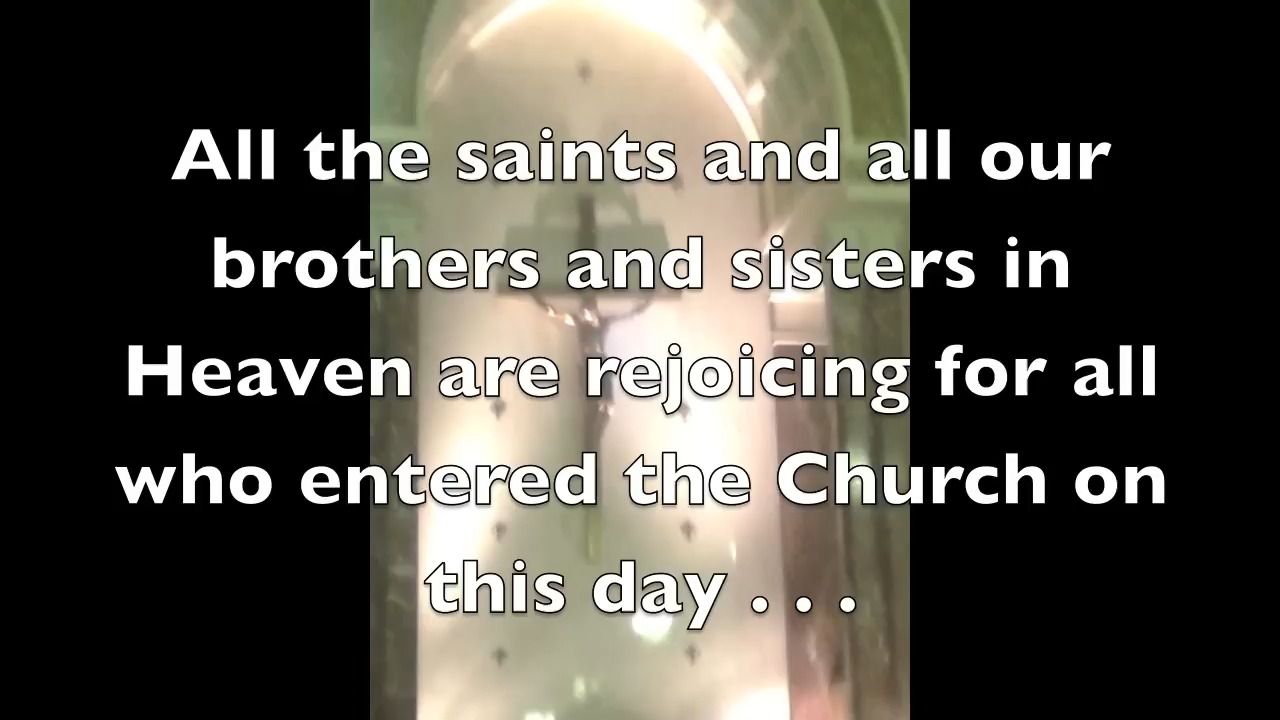 All the saints and all our
brothers and sisters in
Heaven are rejoicing for all
who entered the Church on
this day . . .